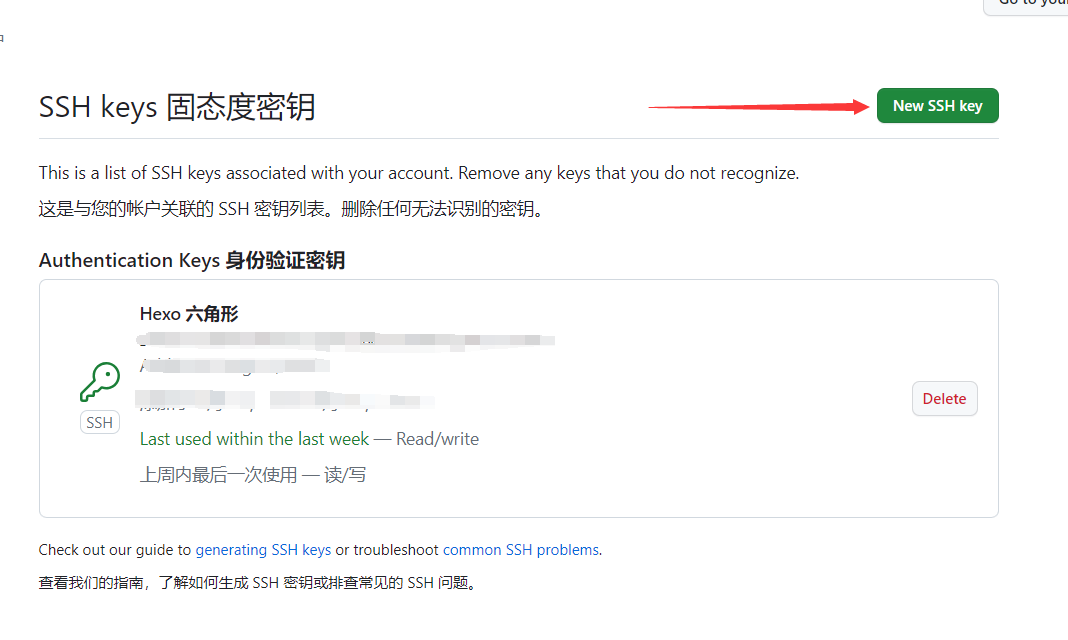 Go to your
SSH keys 固态度密钥
New SSH key
This is a list of SSH keys associated with your account. Remove any keys that you do not recognize.
这是与您的帐户关联的 SSH 密钥列表。删除任何无法识别的密钥。
Authentication Keys 身份验证密钥
Hexo 六角形
SSH
Delete
Last used within the last week — Read/write
上周内最后一次使用 — 读/写
Check out our guide to generating SSH keys or troubleshoot common SSH problems.
查看我们的指南，了解如何生成 SSH 密钥或排查常见的 SSH 问题。